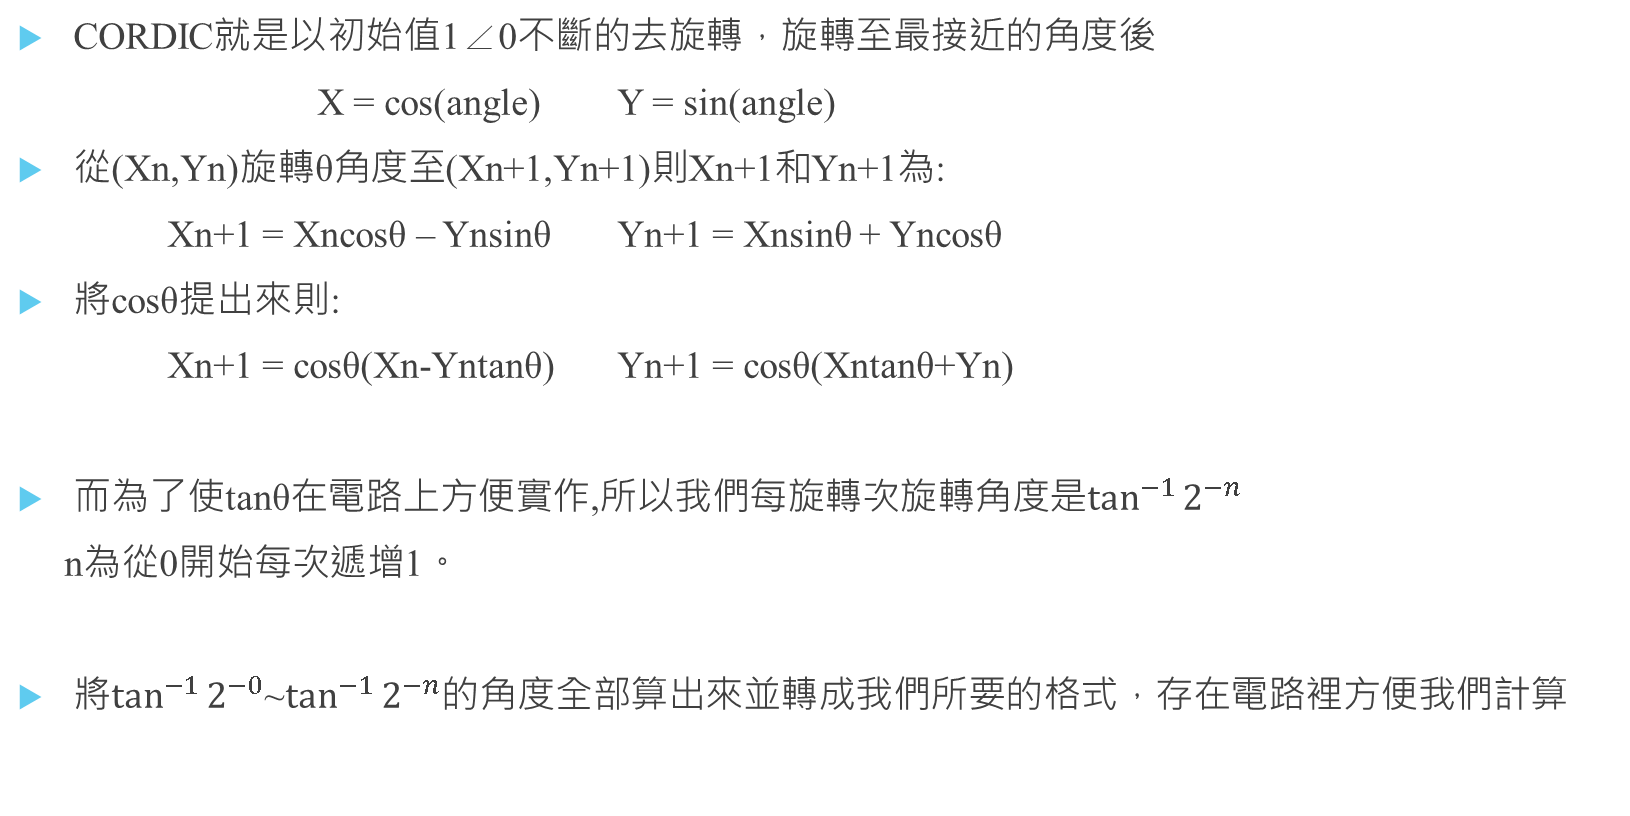 CORDIC就是以初始值1∠0不斷的去旋轉，旋轉至最接近的角度後
X = cos(angle) Y = sin(angle)
從(Xn,Yn)旋轉θ角度至(Xn+1,Yn+1)則Xn+1和Yn+1為:
Xn+1 = Xncosθ – Ynsinθ Yn+1 = Xnsinθ + Yncosθ
將cosθ提出來則:
Xn+1 = cosθ(Xn-Yntanθ) Yn+1 = cosθ(Xntanθ+Yn)
而為了使tanθ在電路上方便實作,所以我們每旋轉次旋轉角度是tan⁻¹ 2⁻ⁿ
n為從0開始每次遞增1。
將tan⁻¹ 2⁻⁰~tan⁻¹ 2⁻ⁿ的角度全部算出來並轉成我們所要的格式，存在電路裡方便我們計算